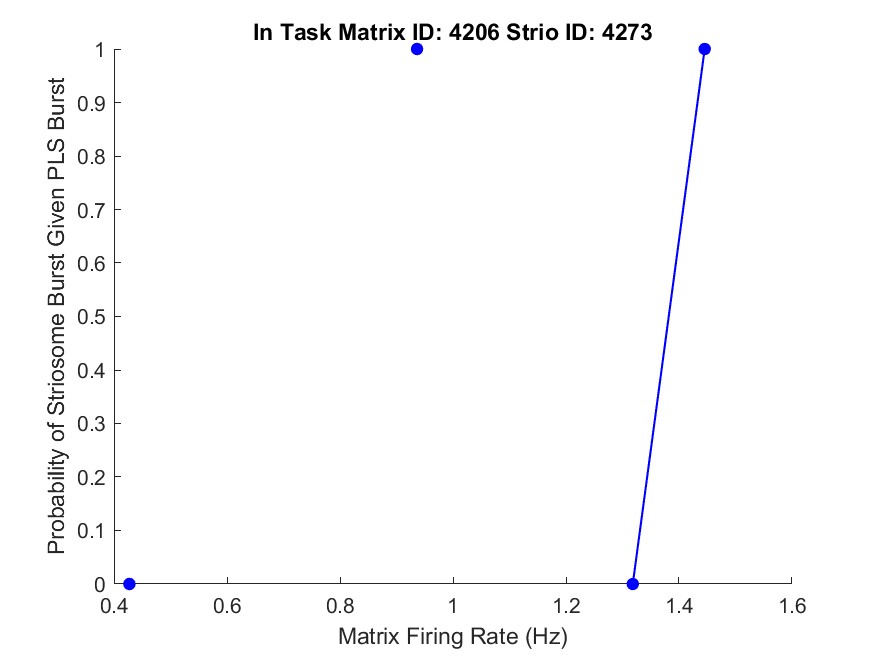 In Task Matrix ID: 4206 Strio ID: 4273
Probability of Striosome Burst Given PLS Burst
1
0.9
0.8
0.7
0.6
0.5
0.4
0.3
0.2
0.1
0
0.4 0.6 0.8 1 1.2 1.4 1.6
Matrix Firing Rate (Hz)